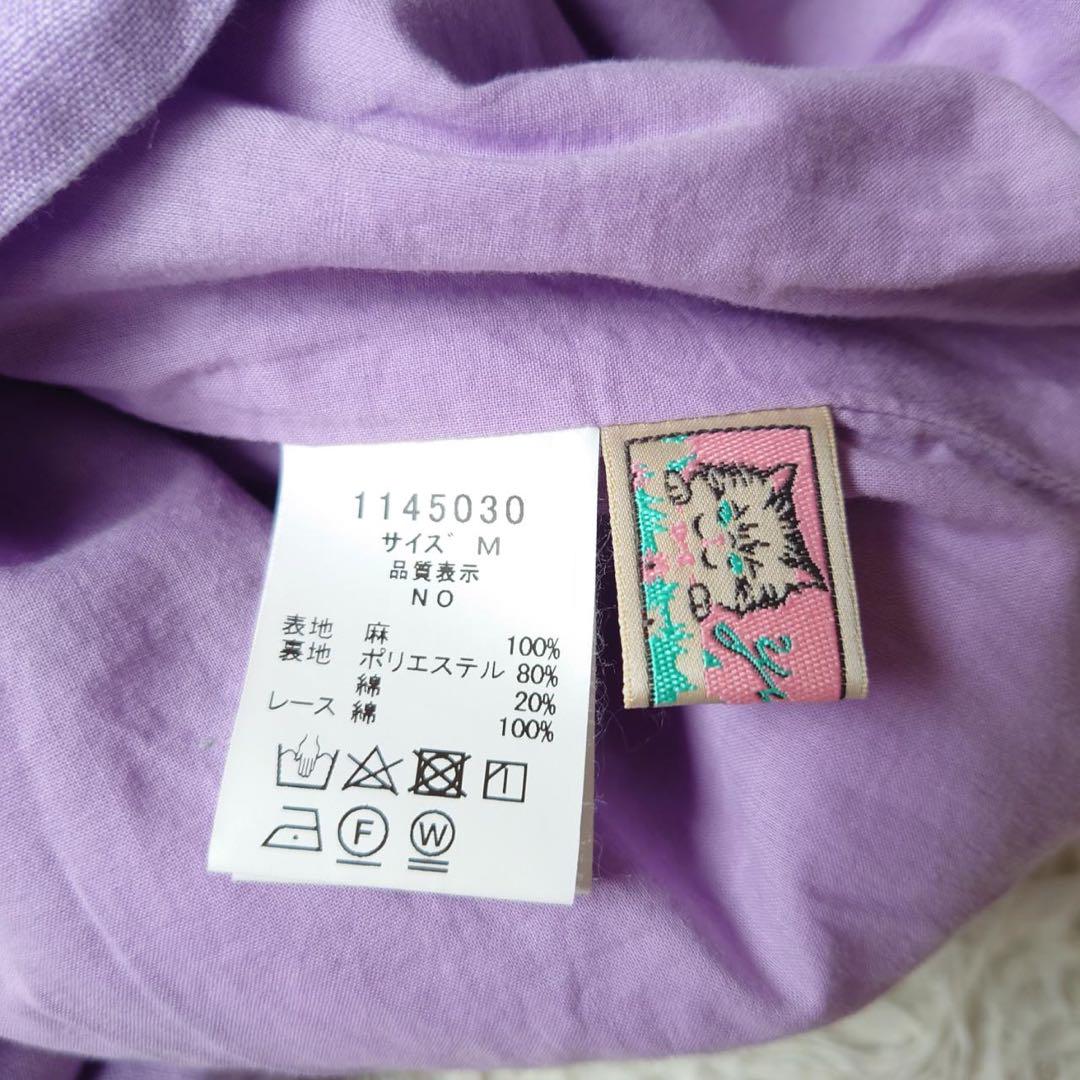 1145030
サイズ M
品質表示
NO
表地 麻 100%
裏地 ポリエステル 80%
綿 20%
レース 綿 100%
F
W